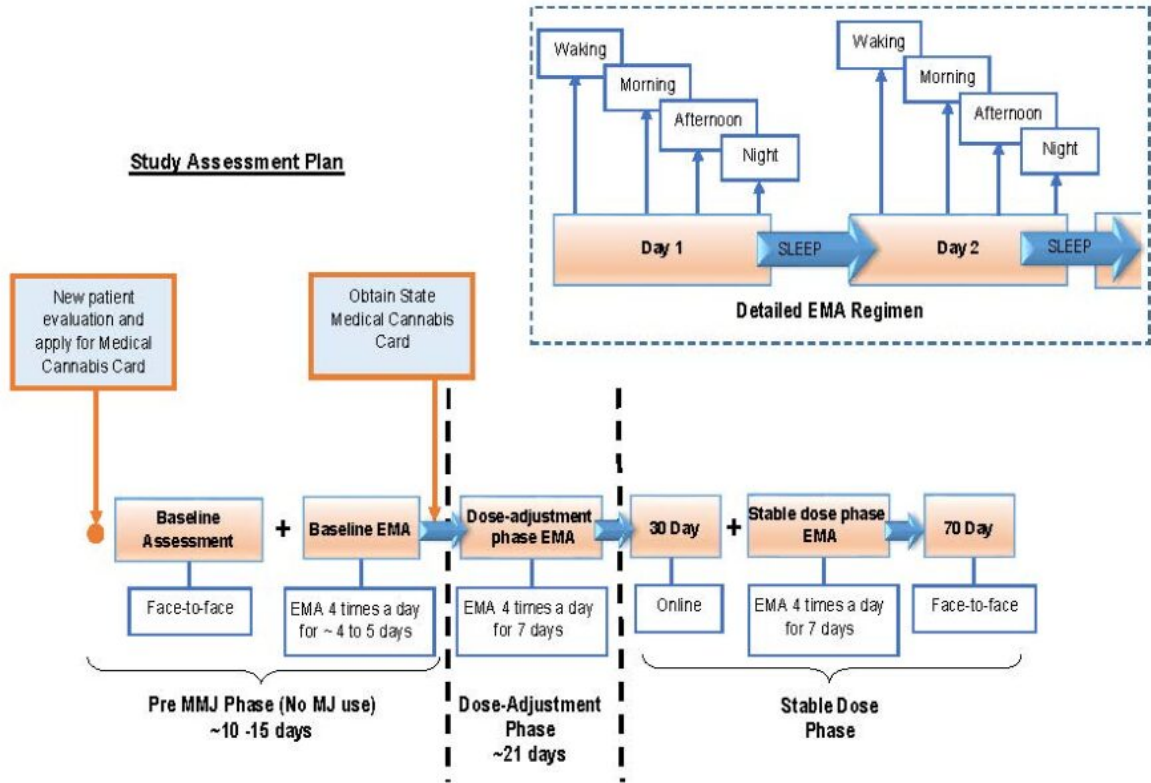 Study Assessment Plan
Waking
Morning
Afternoon
Night
Day 1
SLEEP
Waking
Morning
Afternoon
Night
Day 2
SLEEP
Detailed EMA Regimen
New patient
evaluation and
apply for Medical
Cannabis Card
Obtain State
Medical Cannabis
Card
Baseline
Assessment
+
Baseline EMA
Dose-adjustment
phase EMA
30 Day
+
Stable dose phase
EMA
70 Day
Face-to-face
EMA 4 times a day
for ~ 4 to 5 days
EMA 4 times a day
for 7 days
Online
EMA 4 times a day
for 7 days
Face-to-face
Pre MMJ Phase (No MJ use)
~10 -15 days
Dose-Adjustment
Phase
~21 days
Stable Dose
Phase